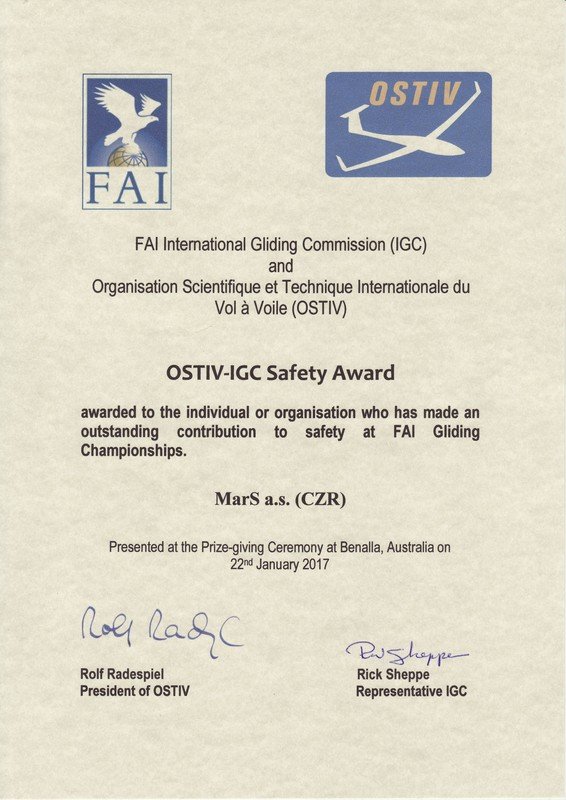 FAI
OSTIV
FAI International Gliding Commission (IGC)
and
Organisation Scientifique et Technique Internationale du
Vol à Voile (OSTIV)
OSTIV-IGC Safety Award
awarded to the individual or organisation who has made an
outstanding contribution to safety at FAI Gliding
Championships.
MarS a.s. (CZR)
Presented at the Prize-giving Ceremony at Benalla, Australia on
22nd January 2017
Rolf Radespiel
President of OSTIV
Rick Sheppe
Representative IGC